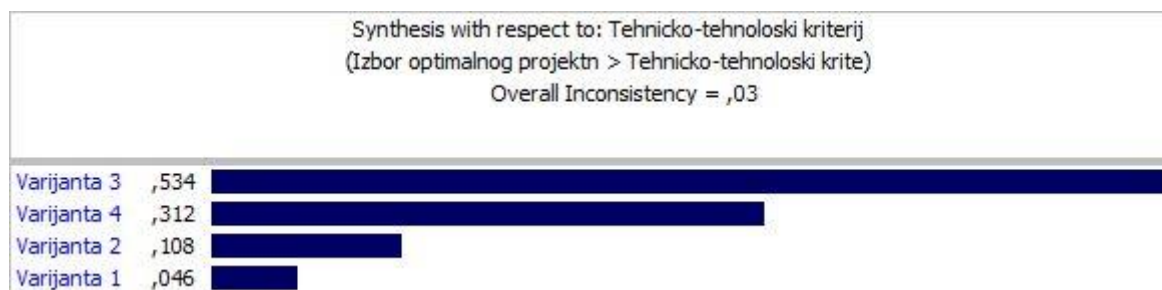 Synthesis with respect to: Tehnicko-tehnoloski kriterij
(Izbor optimalnog projektn > Tehnicko-tehnoloski krite)
Overall Inconsistency = ,03
Varijanta 3 ,534
Varijanta 4 ,312
Varijanta 2 ,108
Varijanta 1 ,046